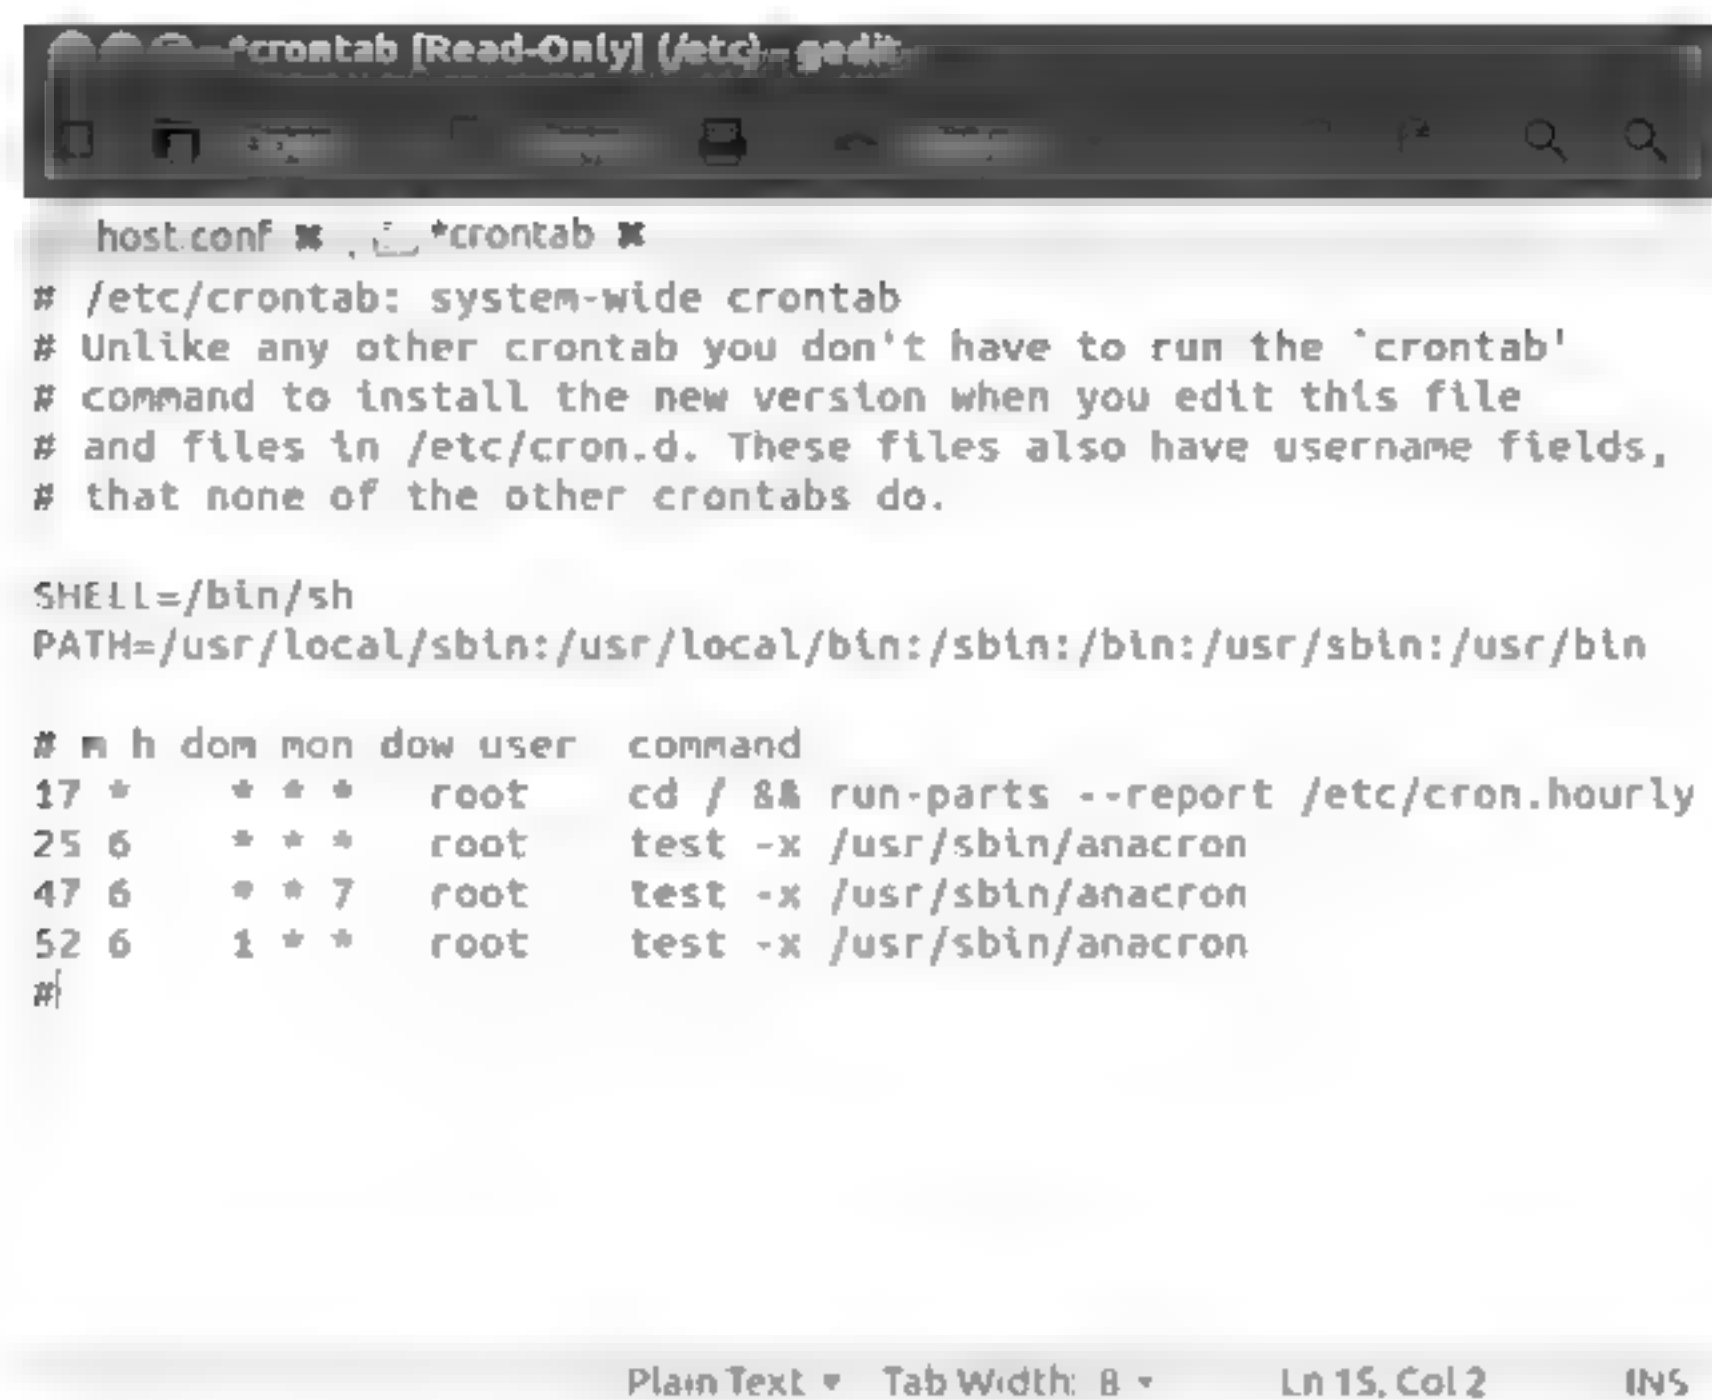 *crontab [Read-Only] (/etc) - gedit
host.conf ✖ *crontab ✖
# /etc/crontab: system-wide crontab
# Unlike any other crontab you don't have to run the `crontab'
# command to install the new version when you edit this file
# and files in /etc/cron.d. These files also have username fields,
# that none of the other crontabs do.
SHELL=/bin/sh
PATH=/usr/local/sbin:/usr/local/bin:/sbin:/bin:/usr/sbin:/usr/bin
# m h dom mon dow user  command
17 *    * * *   root    cd / && run-parts --report /etc/cron.hourly
25 6    * * *   root    test -x /usr/sbin/anacron
47 6    * * 7   root    test -x /usr/sbin/anacron
52 6    1 * *   root    test -x /usr/sbin/anacron
#
Plain Text Tab Width: 8 Ln 15, Col 2 INS